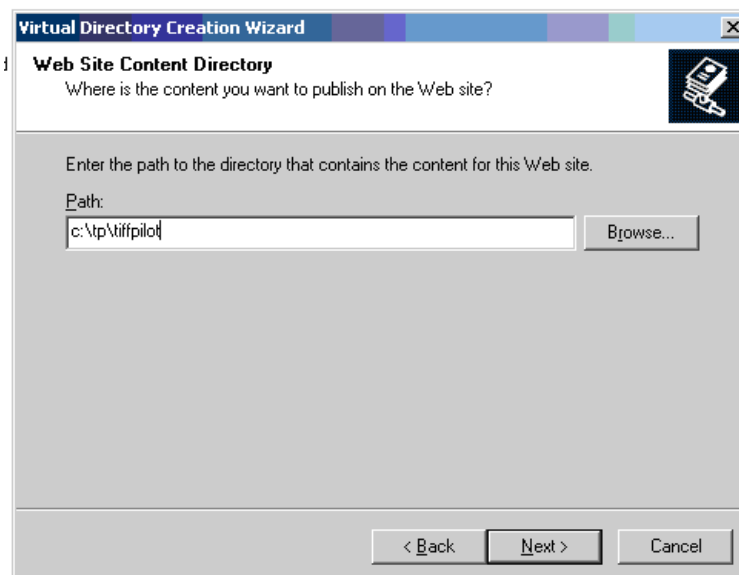 Virtual Directory Creation Wizard
Web Site Content Directory
Where is the content you want to publish on the Web site?
Enter the path to the directory that contains the content for this Web site.
Path:
c:\tp\tiffpilot
Browse...
< Back
Next >
Cancel